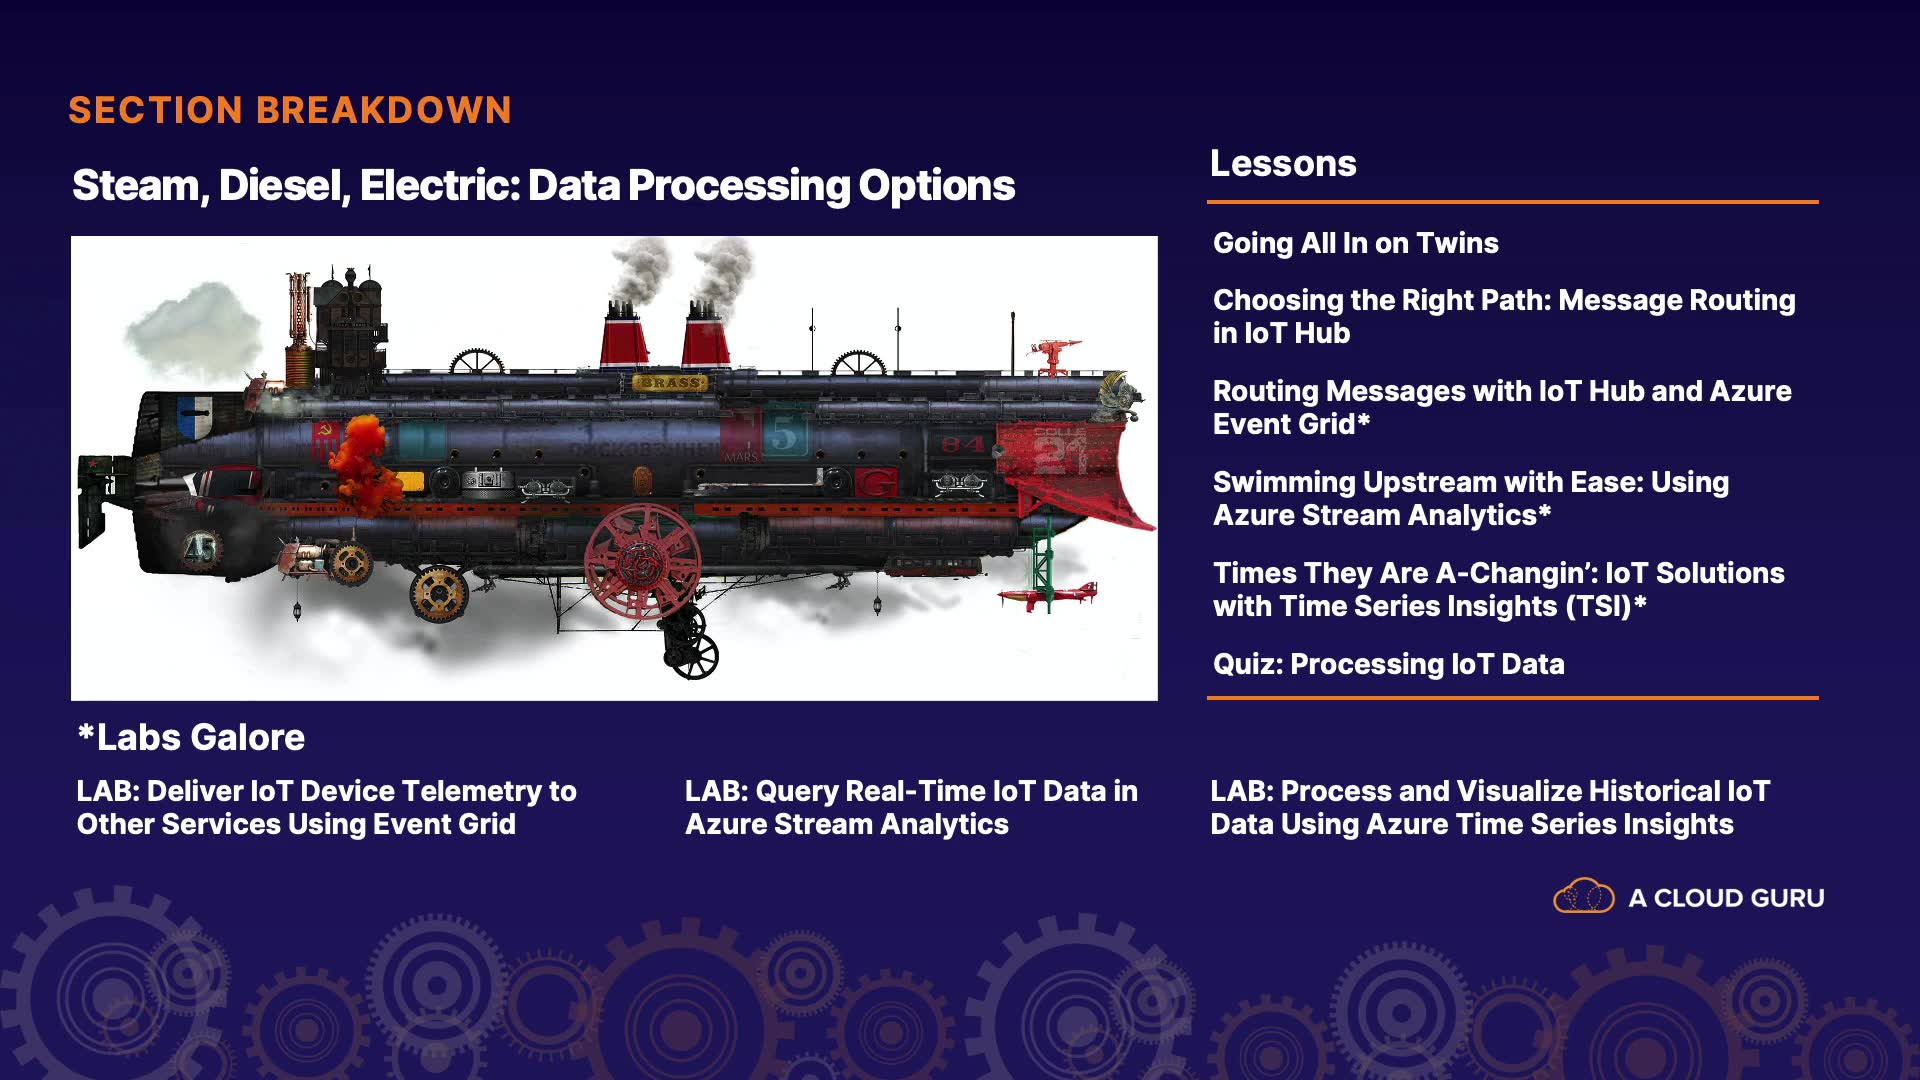 SECTION BREAKDOWN
Steam, Diesel, Electric: Data Processing Options
BRASS
MARS
5
84
21
G
45
Lessons
Going All In on Twins
Choosing the Right Path: Message Routing
in IoT Hub
Routing Messages with IoT Hub and Azure
Event Grid*
Swimming Upstream with Ease: Using
Azure Stream Analytics*
Times They Are A-Changin’: IoT Solutions
with Time Series Insights (TSI)*
Quiz: Processing IoT Data
*Labs Galore
LAB: Deliver IoT Device Telemetry to
Other Services Using Event Grid
LAB: Query Real-Time IoT Data in
Azure Stream Analytics
LAB: Process and Visualize Historical IoT
Data Using Azure Time Series Insights
A CLOUD GURU